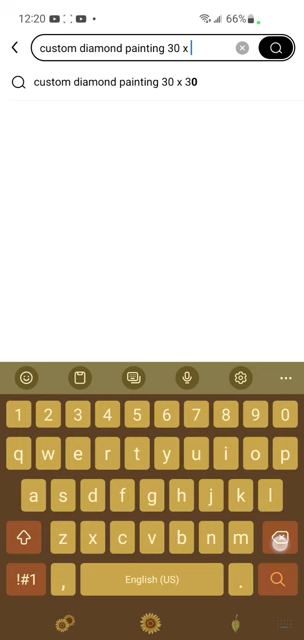 12:20
66%
custom diamond painting 30 x
custom diamond painting 30 x 30
1 2 3 4 5 6 7 8 9 0
q w e r t y u i o p
a s d f g h j k l
z x c v b n m
!#1 , English (US) .